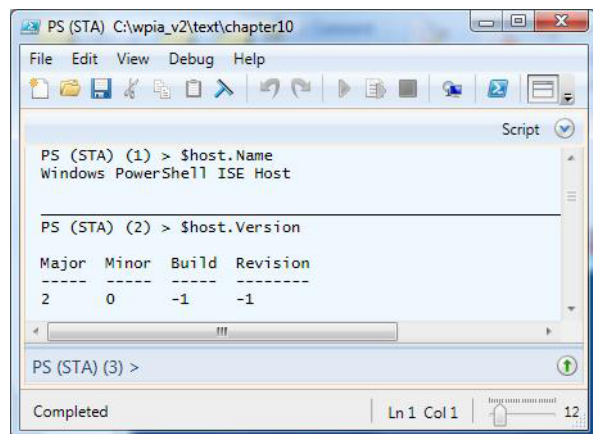 PS (STA) C:\wpia_v2\text\chapter10
File Edit View Debug Help
Script
PS (STA) (1) > $host.Name
Windows PowerShell ISE Host
PS (STA) (2) > $host.Version
Major Minor Build Revision
----- ----- ----- --------
2 0 -1 -1
PS (STA) (3) >
Completed Ln 1 Col 1 12